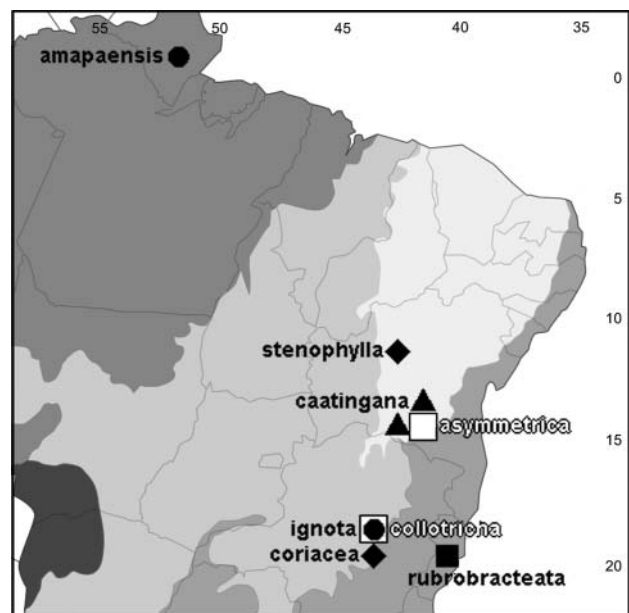 55 50 45 40 35
amapaensis
0
5
10
stenophylla
caatingana
asymmetrica
15
ignota collotricha
coriacea
20
rubrobracteata